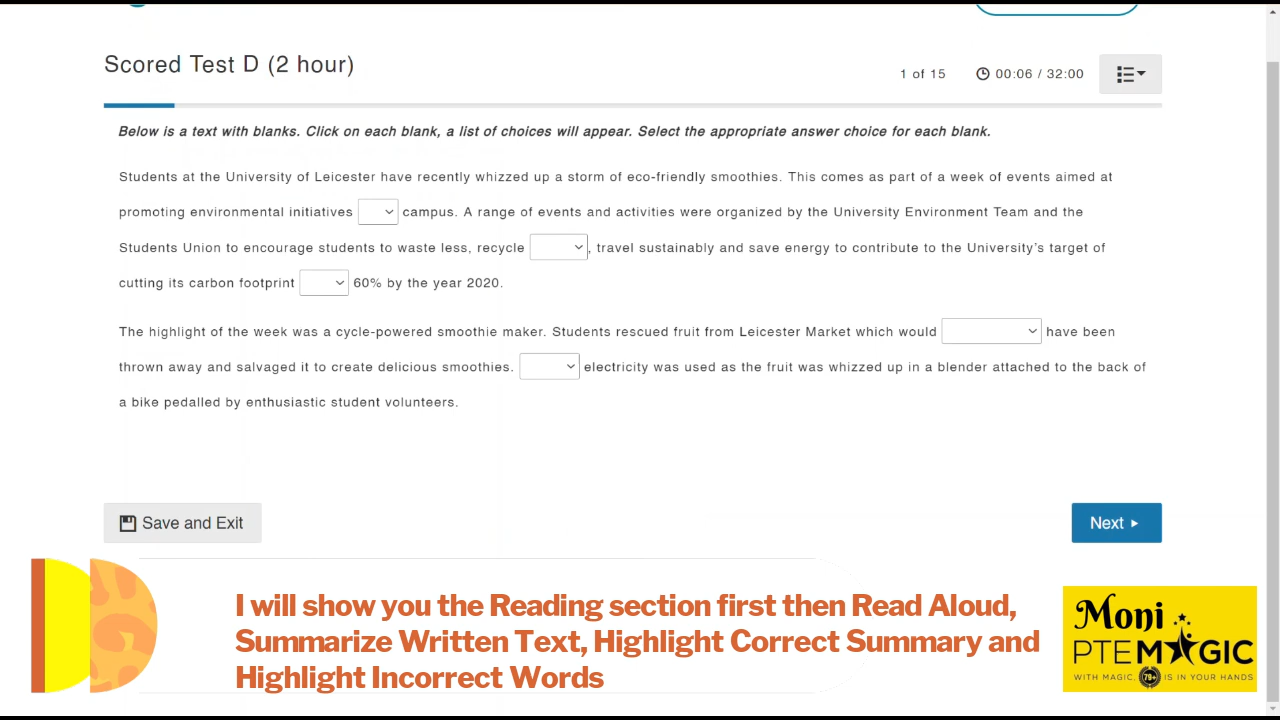 Scored Test D (2 hour)
1 of 15 00:06 / 32:00
Below is a text with blanks. Click on each blank, a list of choices will appear. Select the appropriate answer choice for each blank.
Students at the University of Leicester have recently whizzed up a storm of eco-friendly smoothies. This comes as part of a week of events aimed at
promoting environmental initiatives campus. A range of events and activities were organized by the University Environment Team and the
Students Union to encourage students to waste less, recycle , travel sustainably and save energy to contribute to the University's target of
cutting its carbon footprint 60% by the year 2020.
The highlight of the week was a cycle-powered smoothie maker. Students rescued fruit from Leicester Market which would have been
thrown away and salvaged it to create delicious smoothies. electricity was used as the fruit was whizzed up in a blender attached to the back of
a bike pedalled by enthusiastic student volunteers.
Save and Exit
Next
I will show you the Reading section first then Read Aloud,
Summarize Written Text, Highlight Correct Summary and
Highlight Incorrect Words
Moni
PTEMAGIC
WITH MAGIC, 79+ IS IN YOUR HANDS